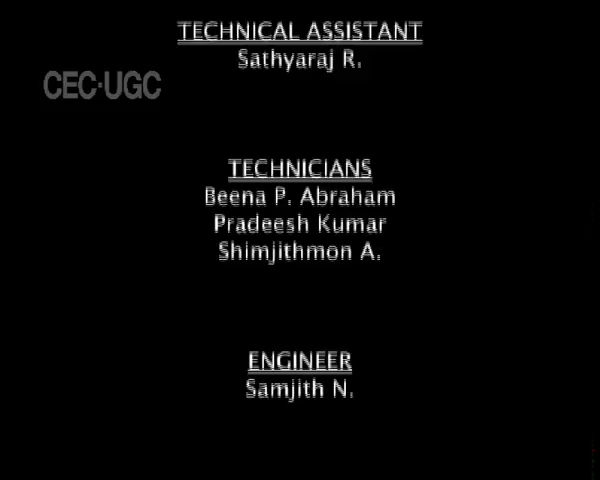 TECHNICAL ASSISTANT
Sathyaraj R.
CEC-UGC
TECHNICIANS
Beena P. Abraham
Pradeesh Kumar
Shimjithmon A.
ENGINEER
Samjith N.